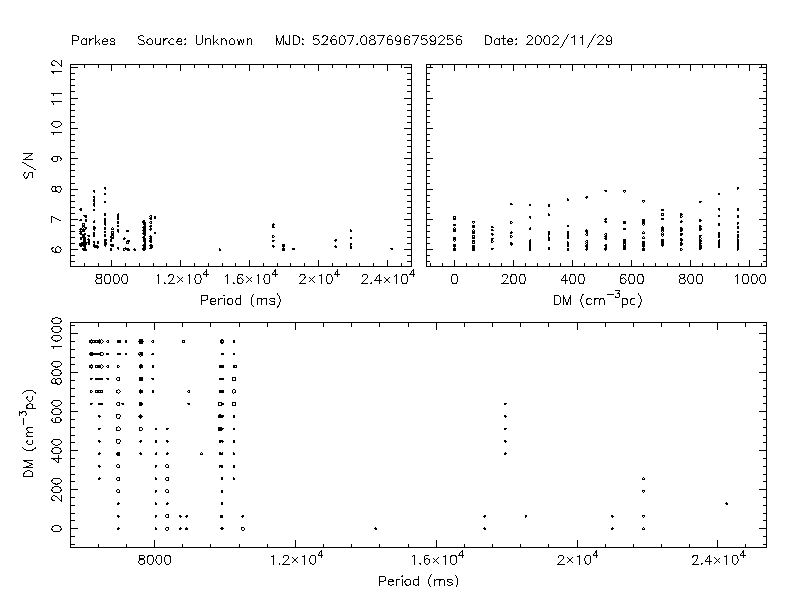 Parkes Source: Unknown MJD: 52607.087696759256 Date: 2002/11/29
12
11
10
9
8
7
6
S/N
8000 1.2×10⁴ 1.6×10⁴ 2×10⁴ 2.4×10⁴
Period (ms)
0 200 400 600 800 1000
DM (cm⁻³pc)
1000
800
600
400
200
0
DM (cm⁻³pc)
8000 1.2×10⁴ 1.6×10⁴ 2×10⁴ 2.4×10⁴
Period (ms)